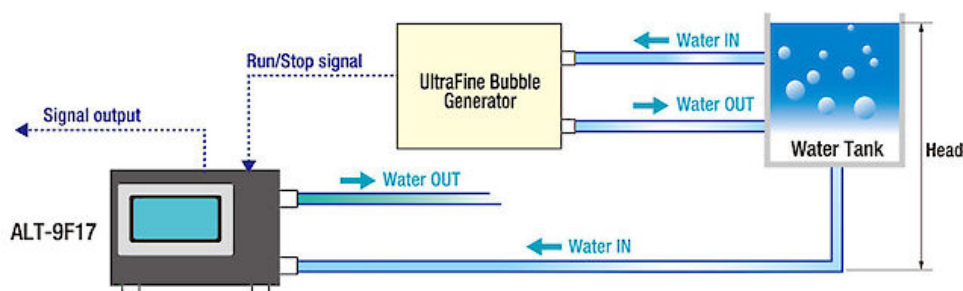 Water IN
Run/Stop signal
UltraFine Bubble
Generator
Signal output
Water OUT
Water Tank
Head
Water OUT
ALT-9F17
Water IN